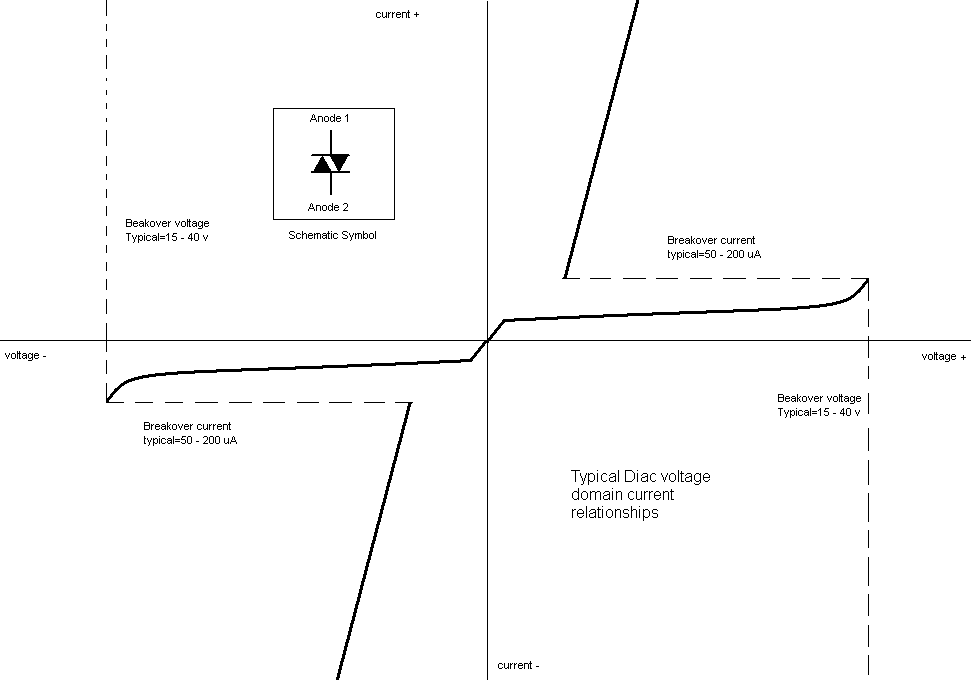 current +
Anode 1
Anode 2
Schematic Symbol
Beakover voltage
Typical=15 - 40 v
Breakover current
typical=50 - 200 uA
voltage -
voltage +
Beakover voltage
Typical=15 - 40 v
Breakover current
typical=50 - 200 uA
Typical Diac voltage
domain current
relationships
current -